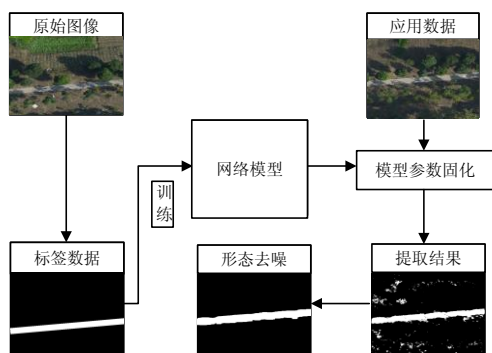 原始图像
应用数据
网络模型
模型参数固化
训
练
标签数据
形态去噪
提取结果